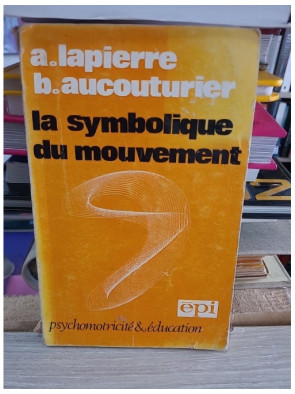 a.lapierre
b.aucouturier
la symbolique
du mouvement
epi
psychomotricité & éducation